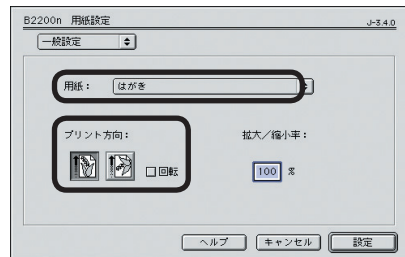 B2200n 用紙設定
J-3.4.0
一般設定
用紙： はがき
プリント方向：
拡大／縮小率：
回転
100 %
ヘルプ キャンセル 設定